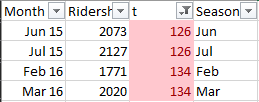 Month Ridersh t Season
Jun 15 2073 126 Jun
Jul 15 2127 126 Jul
Feb 16 1771 134 Feb
Mar 16 2020 134 Mar